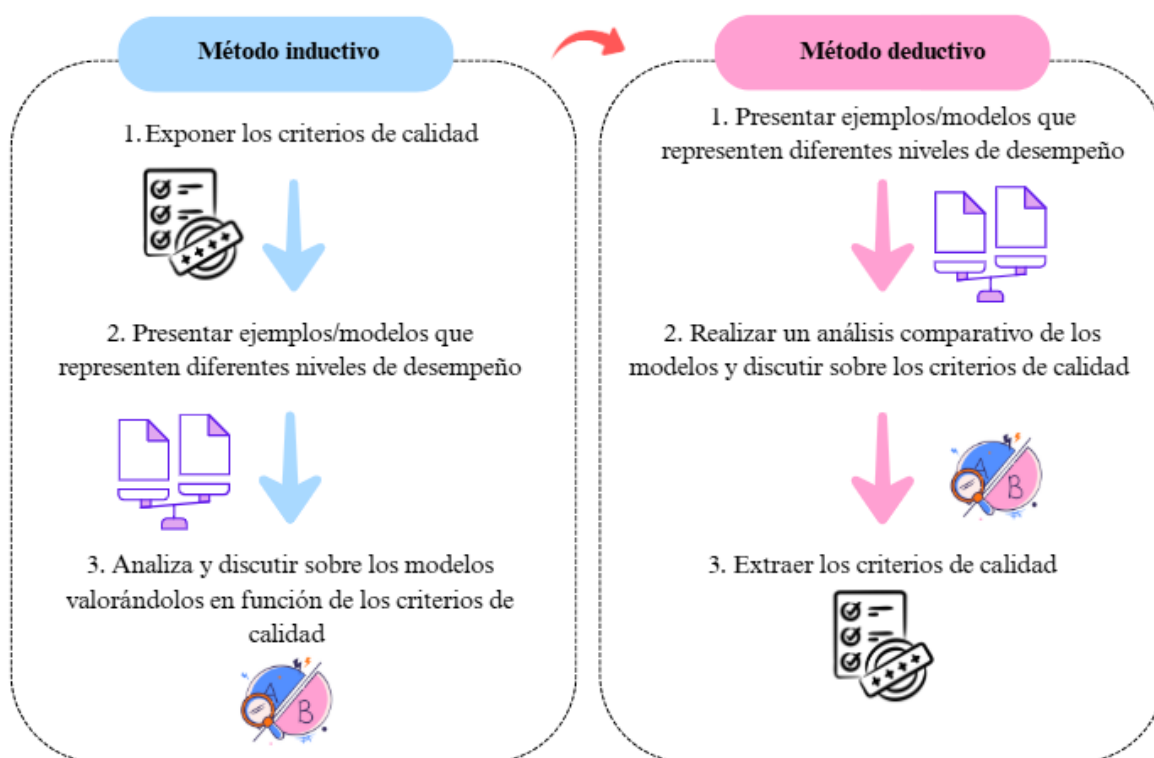 Método inductivo
1. Exponer los criterios de calidad
2. Presentar ejemplos/modelos que
representen diferentes niveles de desempeño
3. Analiza y discutir sobre los modelos
valorándolos en función de los criterios de
calidad
A
B
Método deductivo
1. Presentar ejemplos/modelos que
representen diferentes niveles de desempeño
2. Realizar un análisis comparativo de los
modelos y discutir sobre los criterios de calidad
A
B
3. Extraer los criterios de calidad